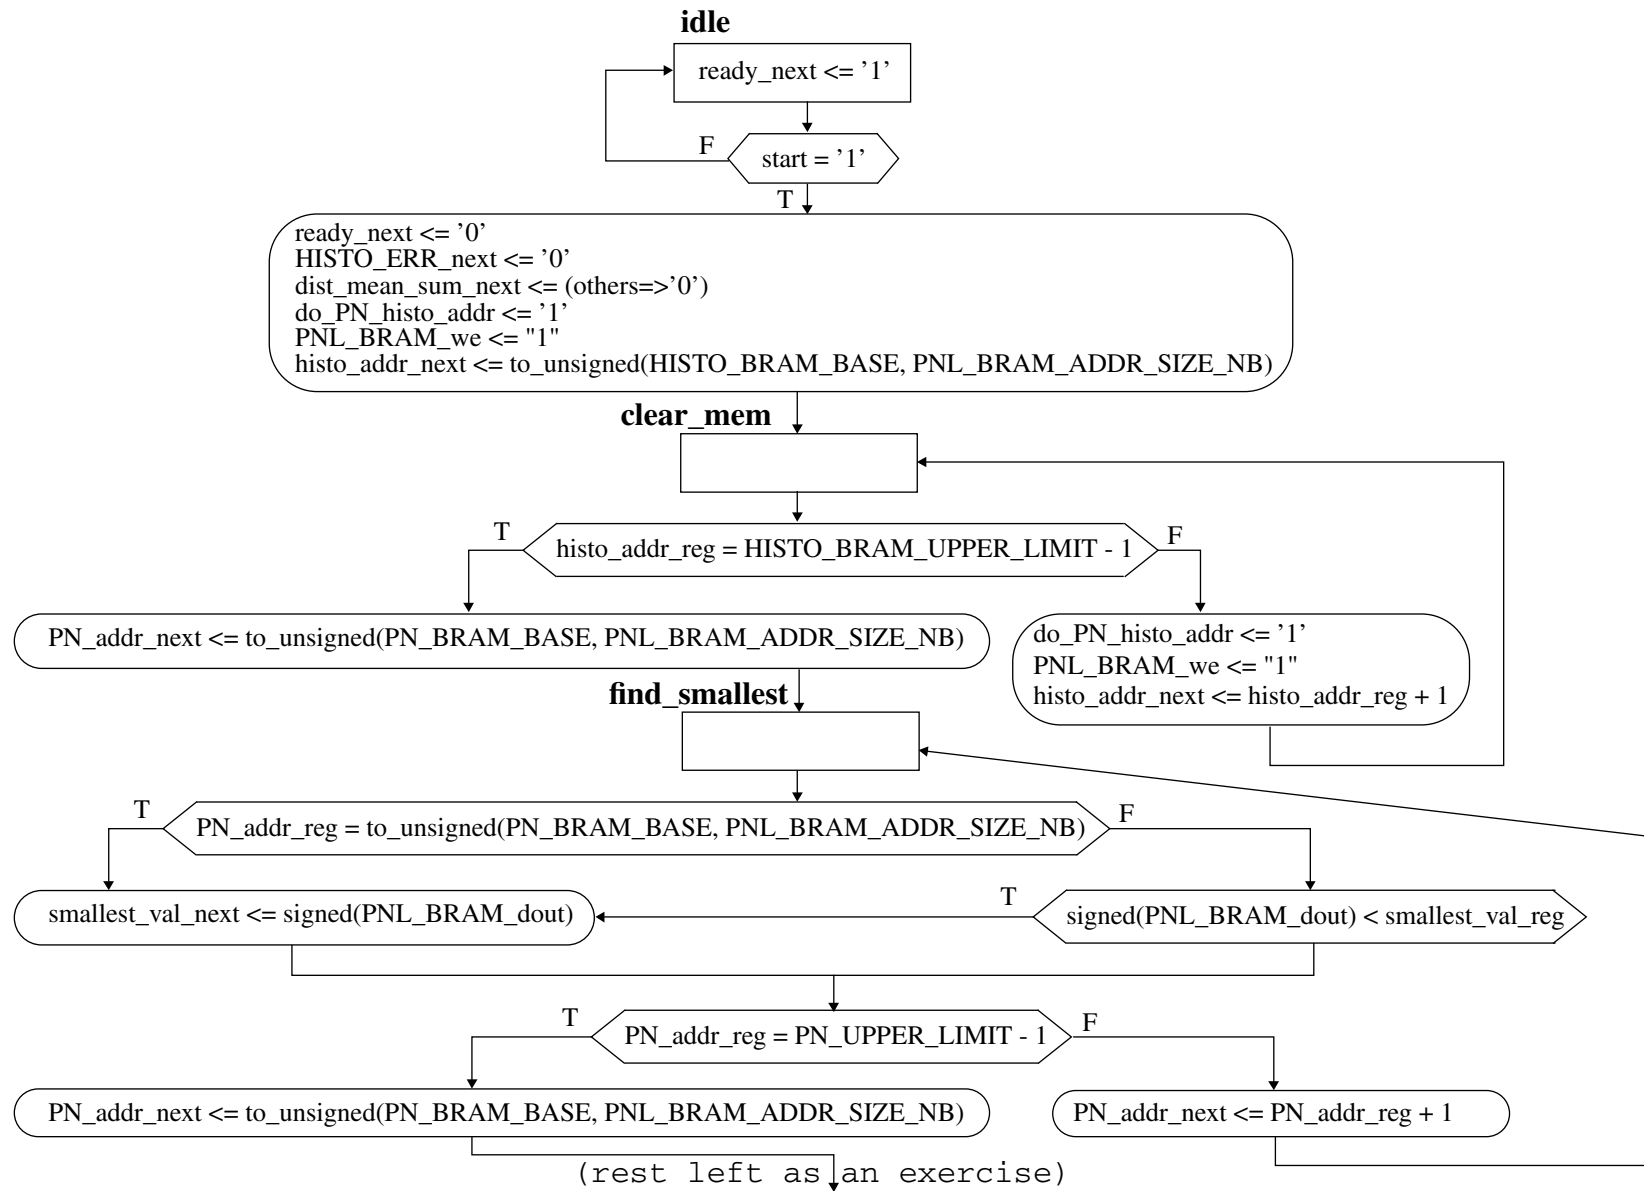 idle
ready_next <= ’1’
F
start = ’1’
T
ready_next <= ’0’
HISTO_ERR_next <= ’0’
dist_mean_sum_next <= (others=>’0’)
do_PN_histo_addr <= ’1’
PNL_BRAM_we <= "1"
histo_addr_next <= to_unsigned(HISTO_BRAM_BASE, PNL_BRAM_ADDR_SIZE_NB)
clear_mem
T
histo_addr_reg = HISTO_BRAM_UPPER_LIMIT - 1
F
PN_addr_next <= to_unsigned(PN_BRAM_BASE, PNL_BRAM_ADDR_SIZE_NB)
do_PN_histo_addr <= ’1’
PNL_BRAM_we <= "1"
histo_addr_next <= histo_addr_reg + 1
find_smallest
T
PN_addr_reg = to_unsigned(PN_BRAM_BASE, PNL_BRAM_ADDR_SIZE_NB)
F
smallest_val_next <= signed(PNL_BRAM_dout)
T
signed(PNL_BRAM_dout) < smallest_val_reg
T
PN_addr_reg = PN_UPPER_LIMIT - 1
F
PN_addr_next <= to_unsigned(PN_BRAM_BASE, PNL_BRAM_ADDR_SIZE_NB)
PN_addr_next <= PN_addr_reg + 1
(rest left as an exercise)